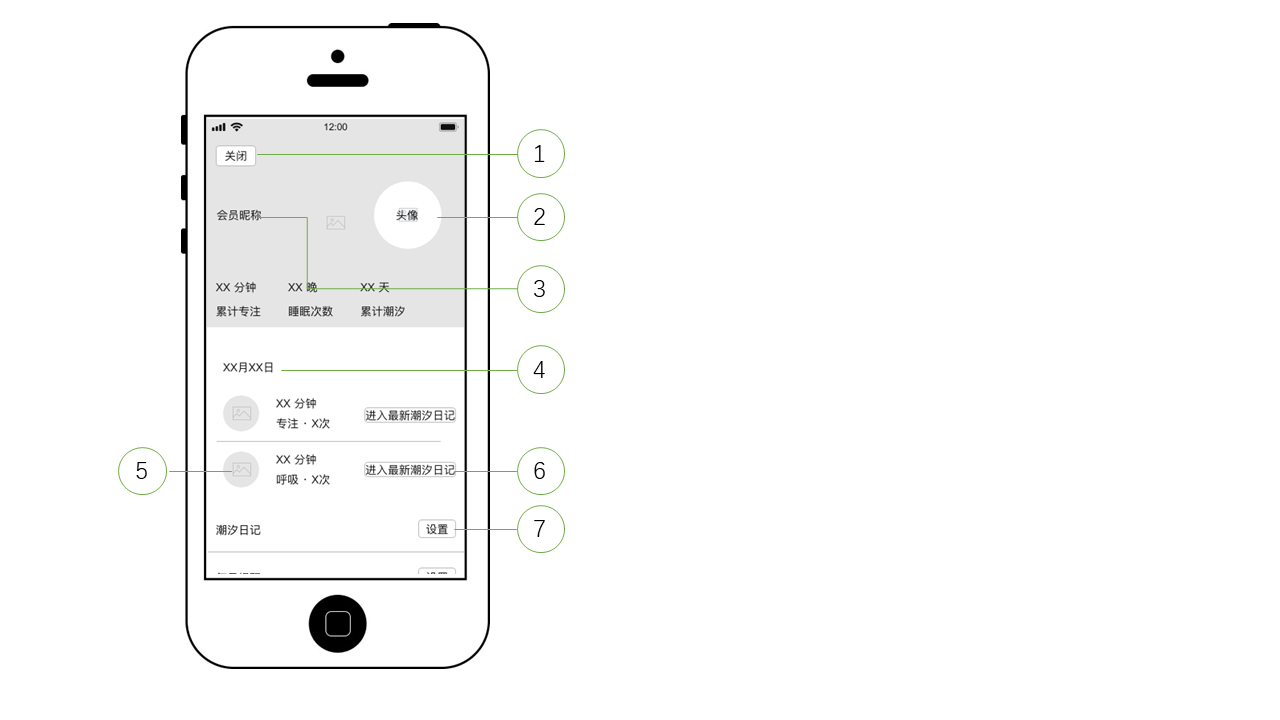 12:00
关闭
1
会员昵称
头像
2
XX 分钟
XX 晚
XX 天
3
累计专注
睡眠次数
累计潮汐
XX月XX日
4
XX 分钟
专注 · X次
进入最新潮汐日记
5
XX 分钟
呼吸 · X次
进入最新潮汐日记
6
潮汐日记
设置
7